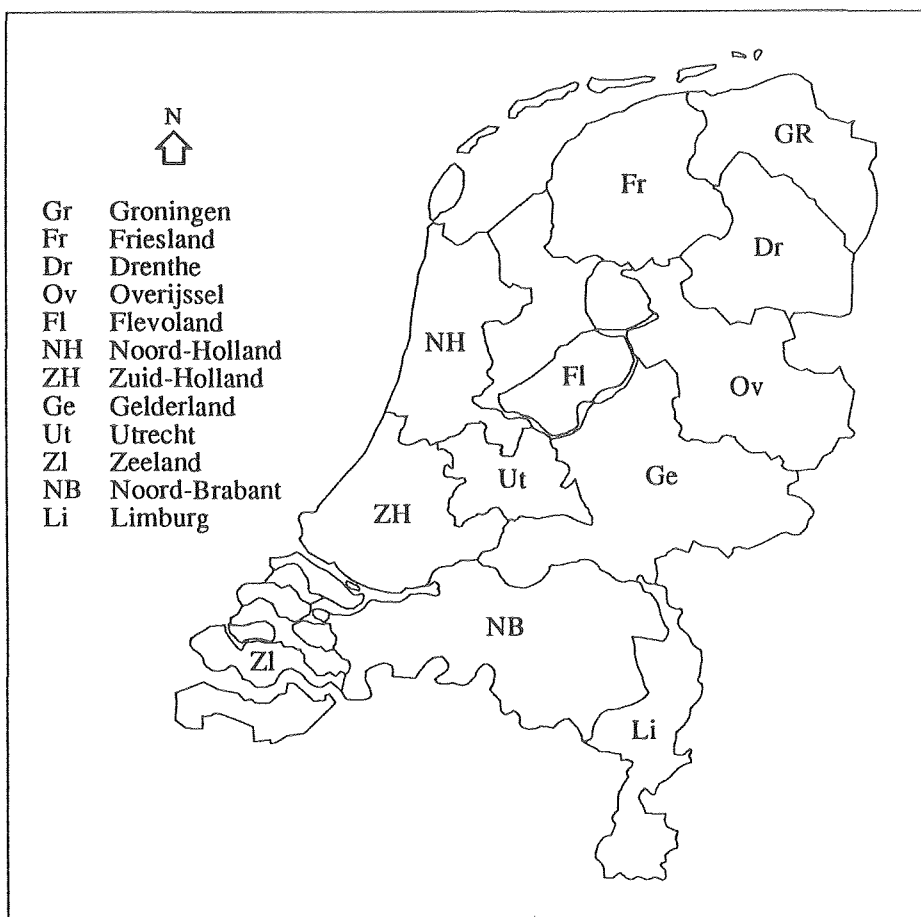 N
Gr Groningen
Fr Friesland
Dr Drenthe
Ov Overijssel
Fl Flevoland
NH Noord-Holland
ZH Zuid-Holland
Ge Gelderland
Ut Utrecht
Zl Zeeland
NB Noord-Brabant
Li Limburg
GR
Fr
Dr
NH
Fl
Ov
Ut
Ge
ZH
NB
Zl
Li